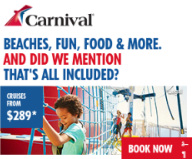 Carnival
BEACHES, FUN, FOOD & MORE.
AND DID WE MENTION
THAT'S ALL INCLUDED?
CRUISES
FROM
$289*
BOOK NOW